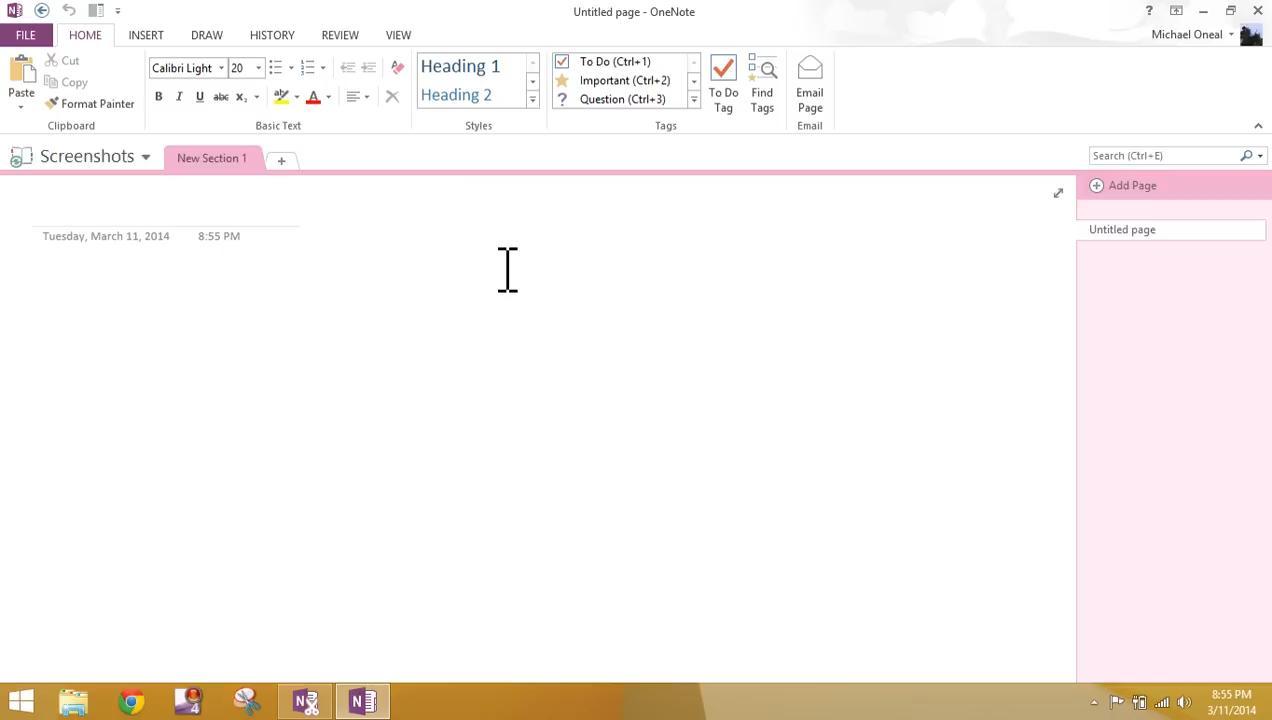 Untitled page - OneNote
?
FILE HOME INSERT DRAW HISTORY REVIEW VIEW
Michael Oneal
Paste
Cut
Copy
Format Painter
Clipboard
Calibri Light 20
B I U abc X₂ ab A
Basic Text
Heading 1
Heading 2
Styles
To Do (Ctrl+1)
Important (Ctrl+2)
Question (Ctrl+3)
To Do
Tag
Find
Tags
Tags
Email
Page
Email
Screenshots
New Section 1
+
Search (Ctrl+E)
Add Page
Untitled page
Tuesday, March 11, 2014 8:55 PM
8:55 PM
3/11/2014